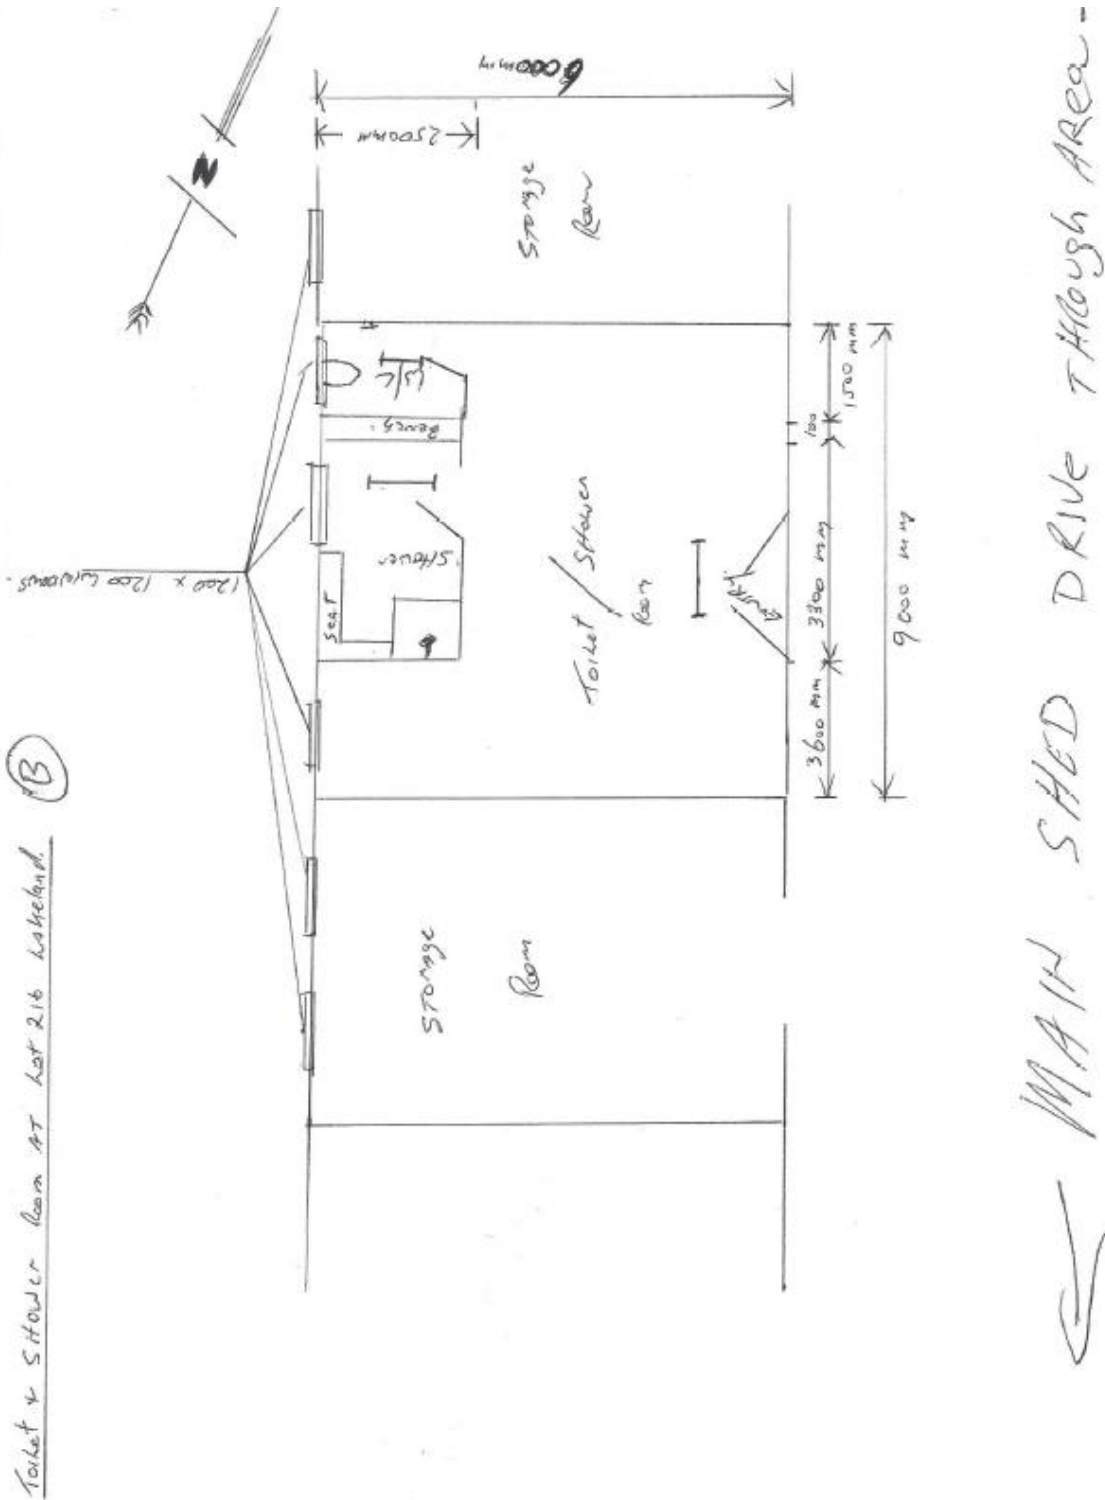 Toilet & Shower Room AT Lot 216 Lakeland.
B
1200 x 1200 WINDOWS.
N
6000mm
2500mm
Storage
Room
W/C
Bench.
Shower
Seat
Toilet / Shower
Room
1500 mm
100
3300 mm
3600 mm
9000 mm
Storage
Room
MAIN SHED DRIVE THROUGH AREA-